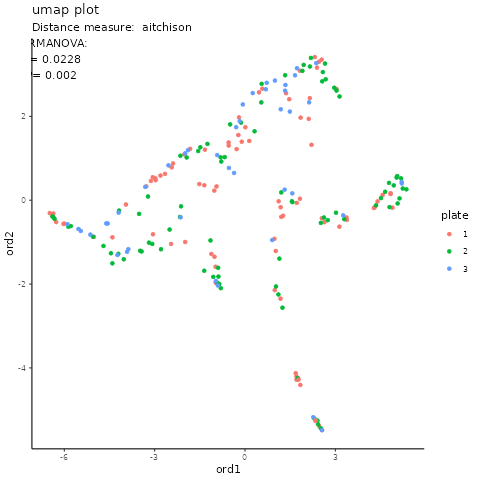 umap plot
Distance measure: aitchison
RMANOVA:
= 0.0228
= 0.002
2
0
-2
-4
-6
-3
0
3
ord1
ord2
plate
1
2
3